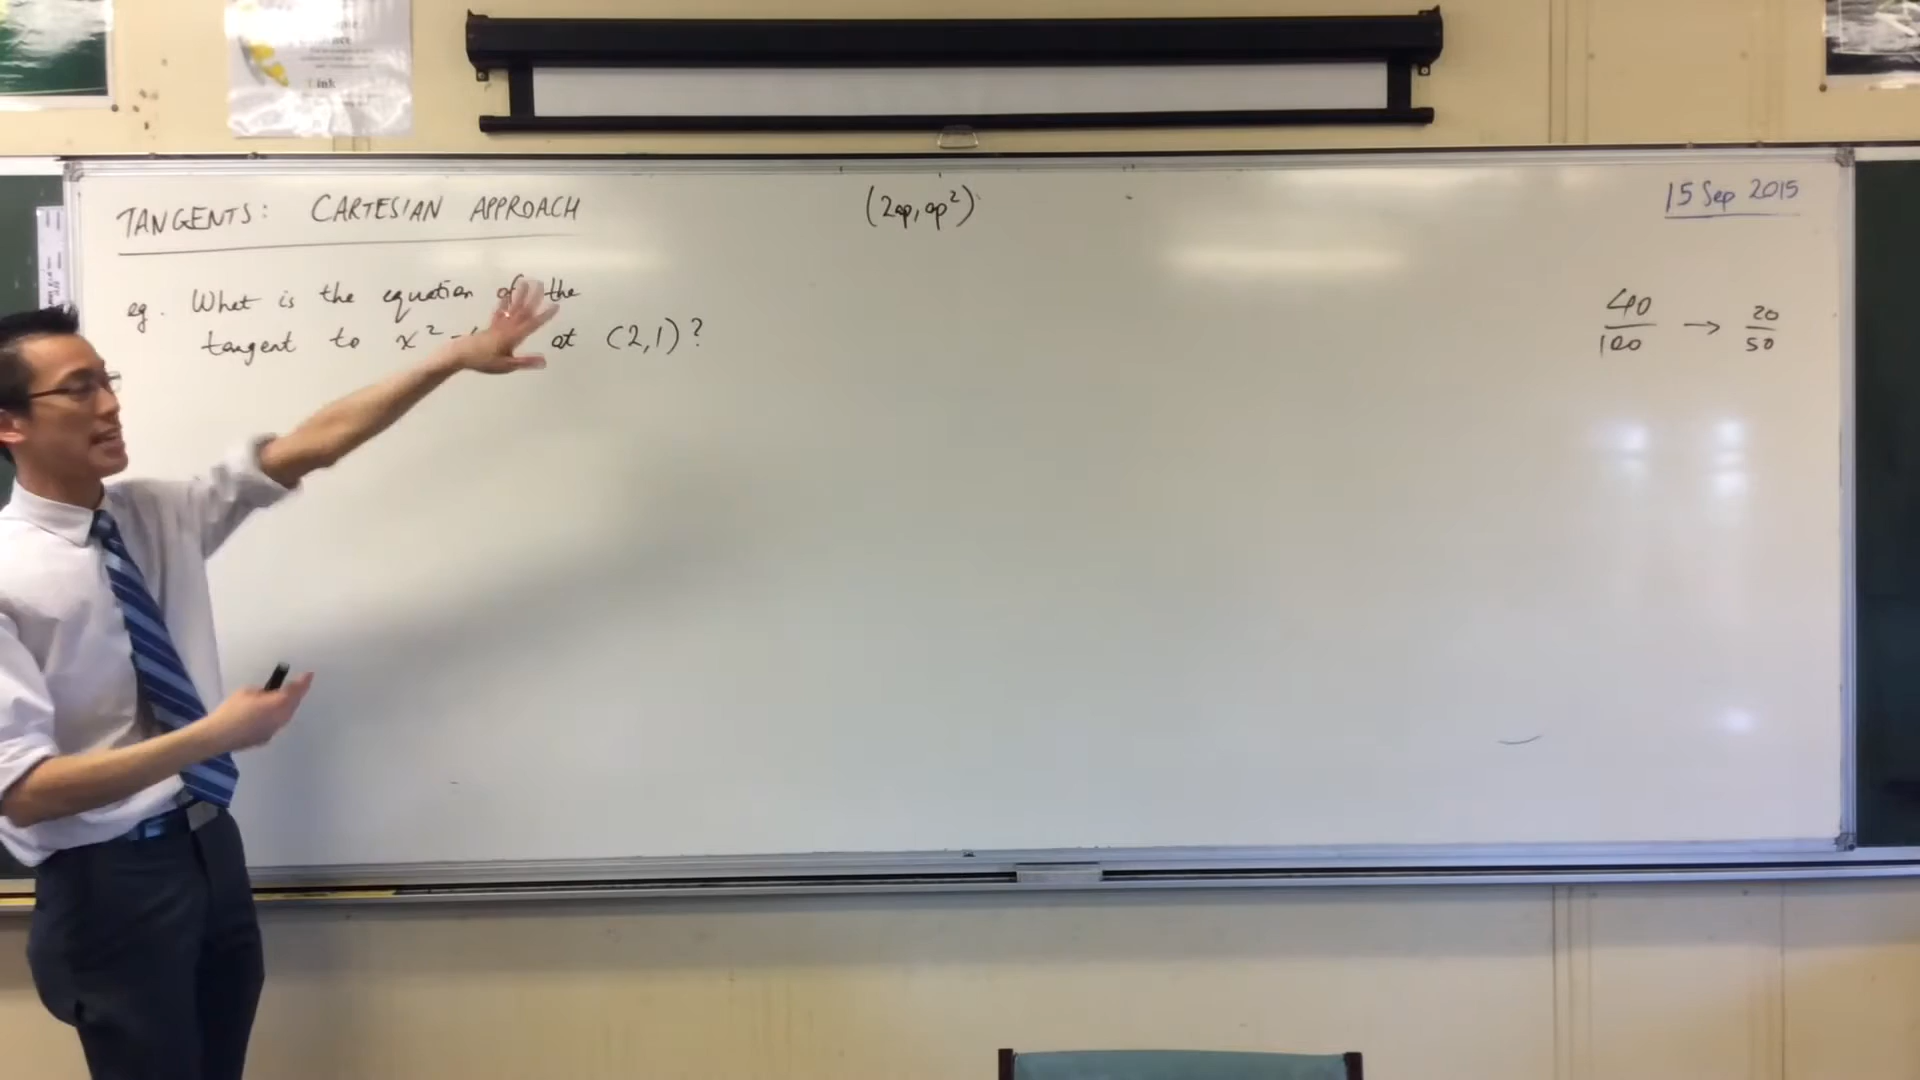 TANGENTS: CARTESIAN APPROACH
(2ap, ap²)
15 Sep 2015
eg. What is the equation of the
tangent to x² = at (2,1)?
40
100
→
20
50
ink